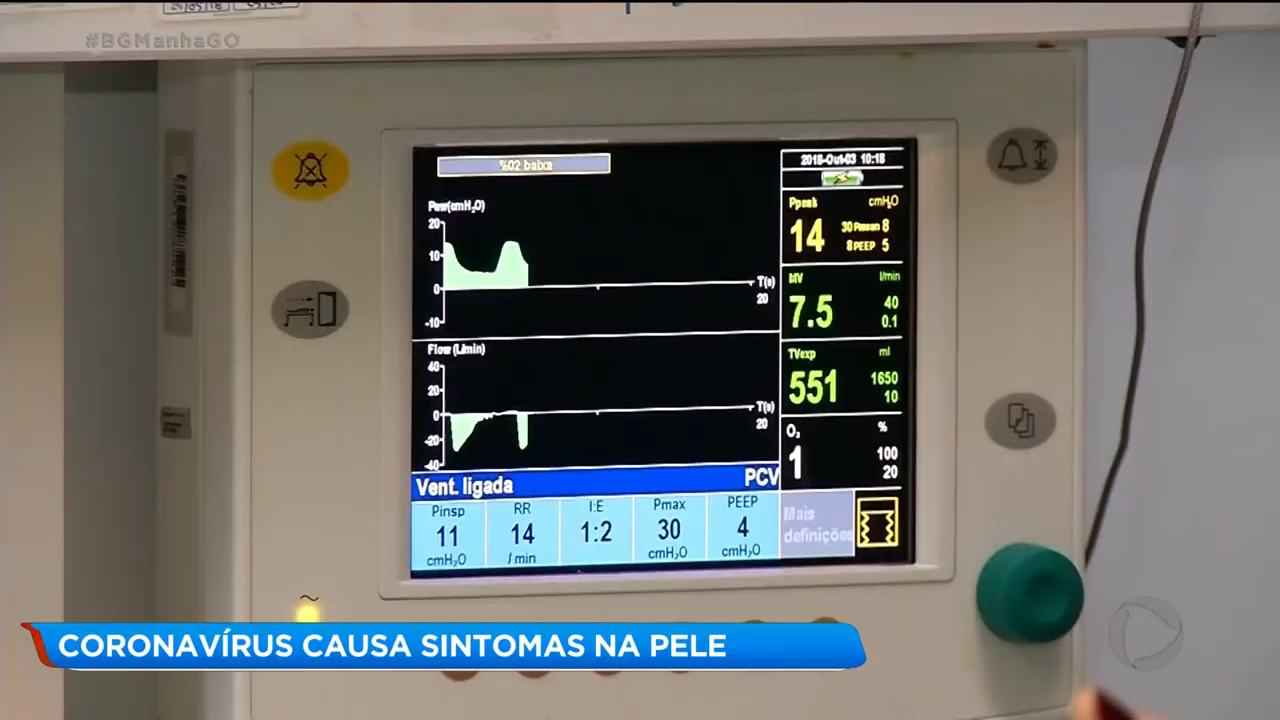 #BGManhaGO
%O2 baixa
2018-Out-03 10:18
Paw(cmH₂O)
20
10
0
-10
T(s)
20
Flow (L/min)
40
20
0
-20
-40
T(s)
20
Ppeak cmH₂O
14 30 Pmean 8
8 PEEP 5
MV l/min
7.5 40
0.1
TVexp ml
551 1650
10
O₂ %
1 100
20
Vent. ligada PCV
Pinsp RR I:E Pmax PEEP
11 14 1:2 30 4
cmH₂O /min cmH₂O cmH₂O
Mais
definições
CORONAVÍRUS CAUSA SINTOMAS NA PELE